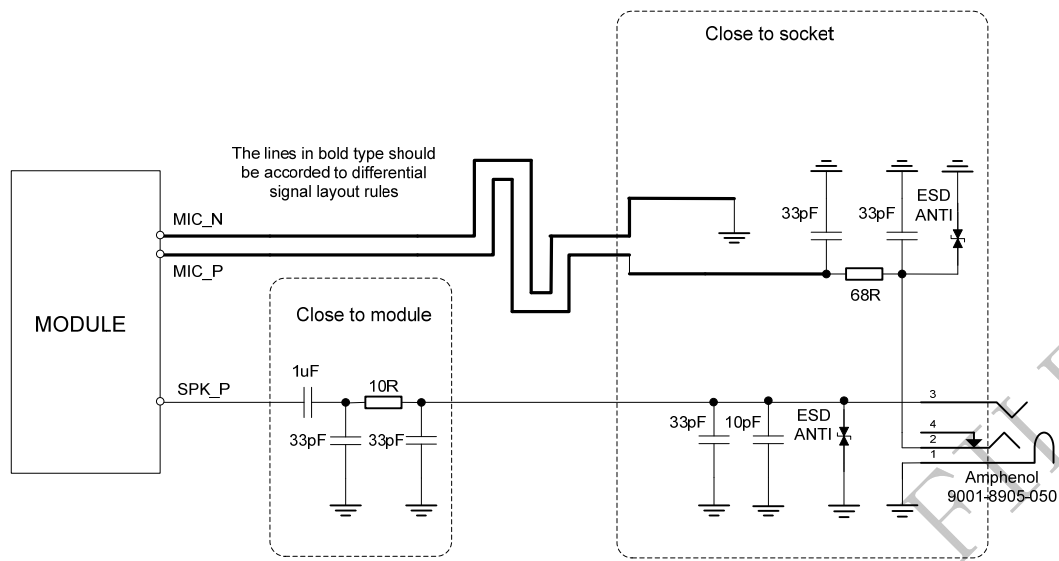 Close to socket
The lines in bold type should
be accorded to differential
signal layout rules
MIC_N
MIC_P
33pF
33pF
ESD
ANTI
68R
Close to module
MODULE
SPK_P
1uF
10R
33pF
33pF
33pF
10pF
ESD
ANTI
3
4
2
1
Amphenol
9001-8905-050